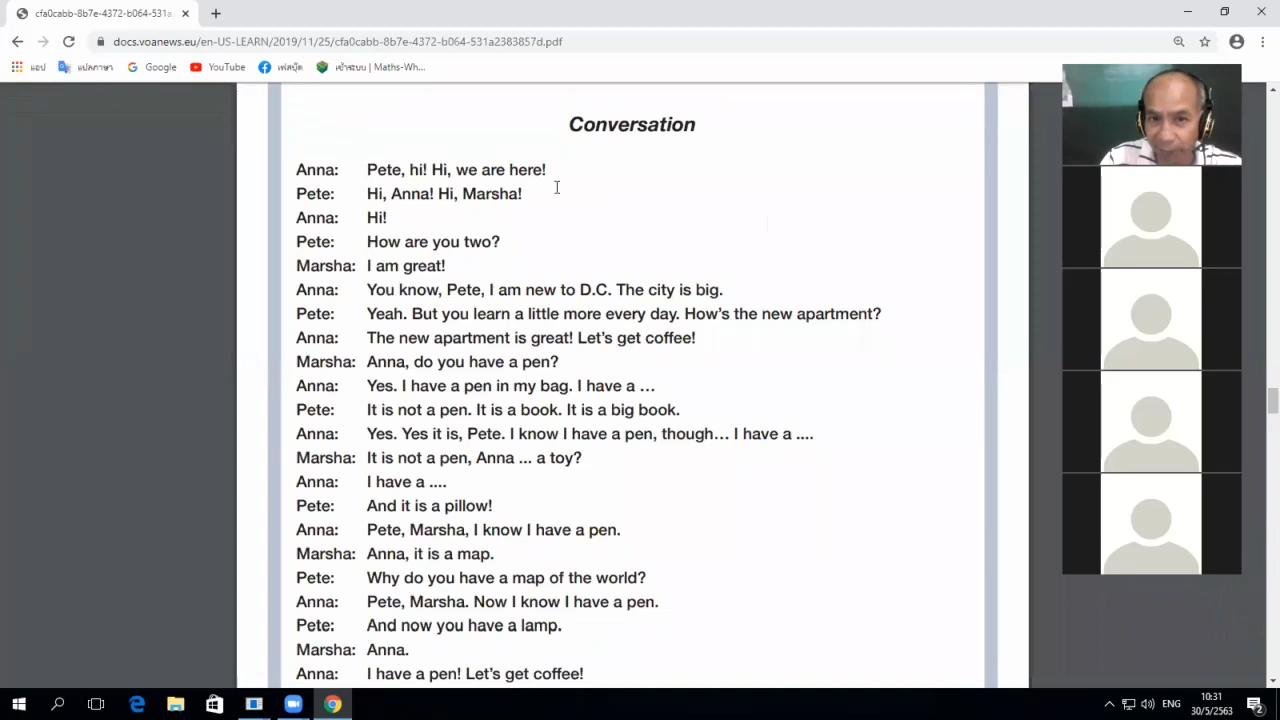 cfa0cabb-8b7e-4372-b064-531a
docs.voanews.eu/en-US-LEARN/2019/11/25/cfa0cabb-8b7e-4372-b064-531a2383857d.pdf
แอป แปลภาษา Google YouTube เฟสบุ๊ค เข้าระบบ | Maths-Wh...
Conversation
Anna: Pete, hi! Hi, we are here!
Pete: Hi, Anna! Hi, Marsha!
Anna: Hi!
Pete: How are you two?
Marsha: I am great!
Anna: You know, Pete, I am new to D.C. The city is big.
Pete: Yeah. But you learn a little more every day. How's the new apartment?
Anna: The new apartment is great! Let's get coffee!
Marsha: Anna, do you have a pen?
Anna: Yes. I have a pen in my bag. I have a …
Pete: It is not a pen. It is a book. It is a big book.
Anna: Yes. Yes it is, Pete. I know I have a pen, though… I have a ....
Marsha: It is not a pen, Anna ... a toy?
Anna: I have a ....
Pete: And it is a pillow!
Anna: Pete, Marsha, I know I have a pen.
Marsha: Anna, it is a map.
Pete: Why do you have a map of the world?
Anna: Pete, Marsha. Now I know I have a pen.
Pete: And now you have a lamp.
Marsha: Anna.
Anna: I have a pen! Let's get coffee!
ENG
10:31
30/5/2563
2